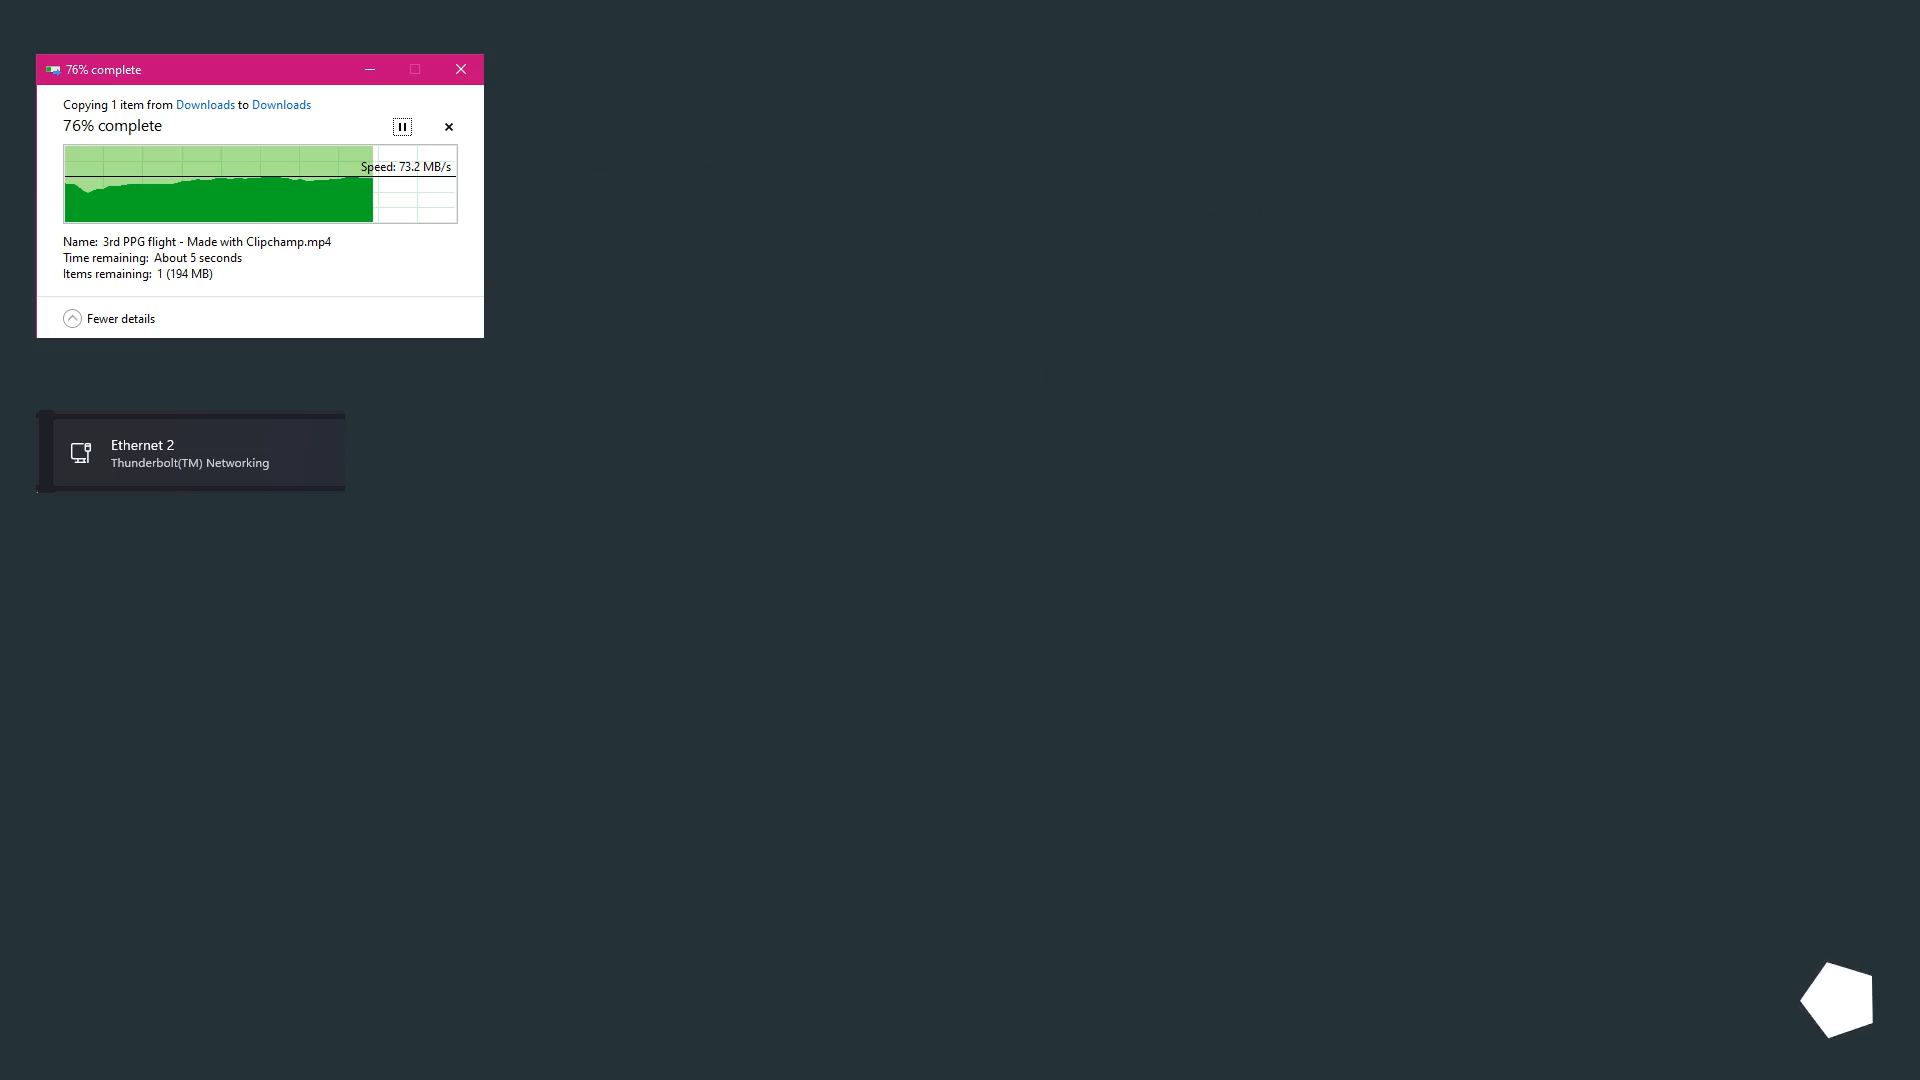 76% complete
Copying 1 item from Downloads to Downloads
76% complete
Speed: 73.2 MB/s
Name: 3rd PPG flight - Made with Clipchamp.mp4
Time remaining: About 5 seconds
Items remaining: 1 (194 MB)
Fewer details
Ethernet 2
Thunderbolt(TM) Networking